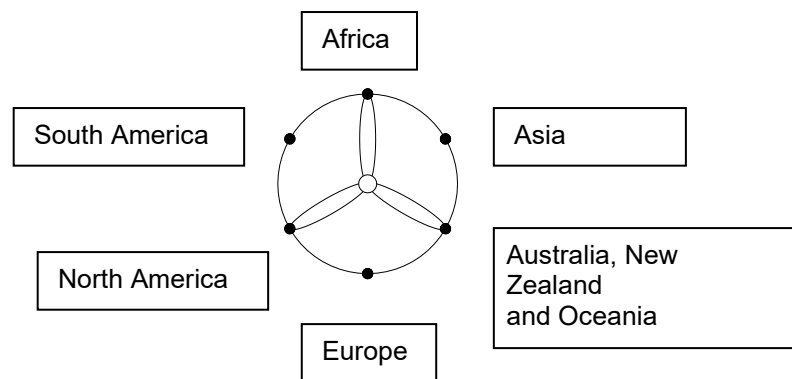 Africa
South America
Asia
North America
Australia, New
Zealand
and Oceania
Europe